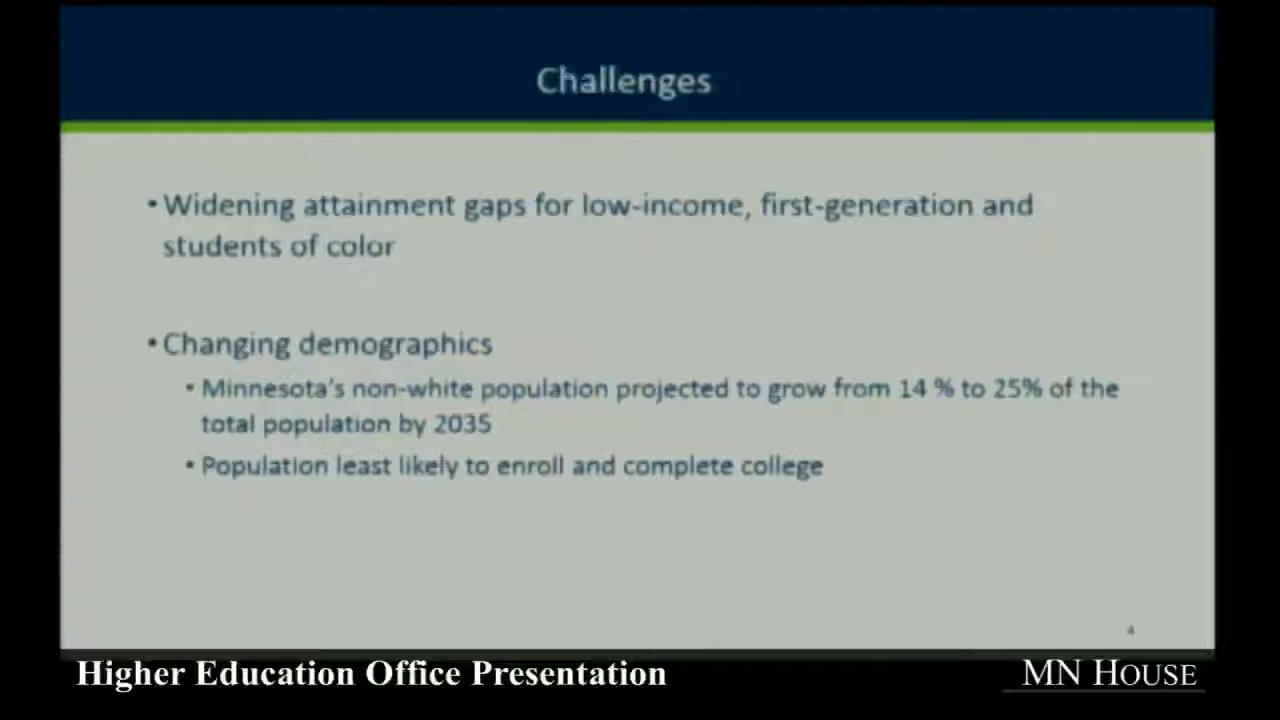 Challenges
• Widening attainment gaps for low-income, first-generation and
students of color
• Changing demographics
• Minnesota's non-white population projected to grow from 14 % to 25% of the
total population by 2035
• Population least likely to enroll and complete college
4
Higher Education Office Presentation
MN HOUSE